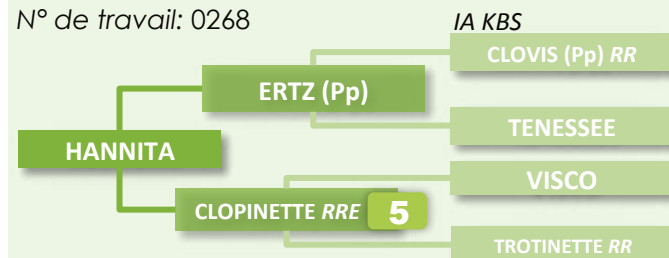 N° de travail: 0268
IA KBS
CLOVIS (Pp) RR
ERTZ (Pp)
TENESSEE
HANNITA
VISCO
CLOPINETTE RRE 5
TROTINETTE RR